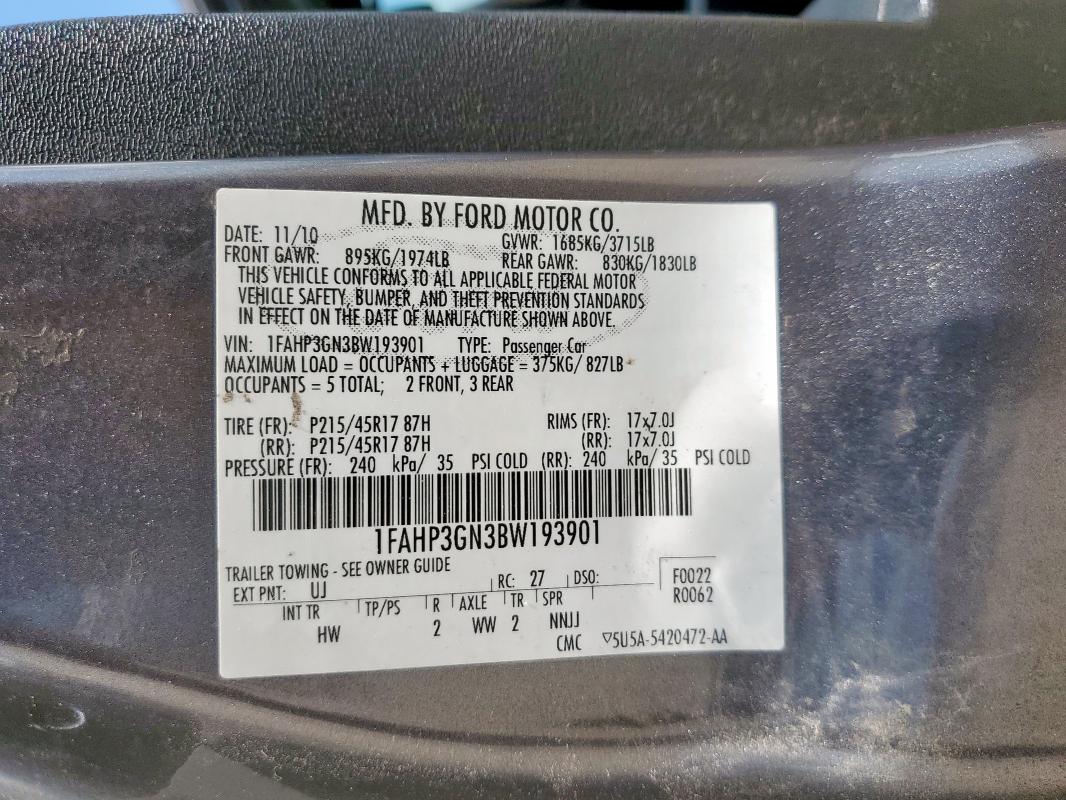 MFD. BY FORD MOTOR CO.
DATE: 11/10 GVWR: 1685KG/3715LB
FRONT GAWR: 895KG/1974LB REAR GAWR: 830KG/1830LB
THIS VEHICLE CONFORMS TO ALL APPLICABLE FEDERAL MOTOR
VEHICLE SAFETY, BUMPER, AND THEFT PREVENTION STANDARDS
IN EFFECT ON THE DATE OF MANUFACTURE SHOWN ABOVE.
VIN: 1FAHP3GN3BW193901 TYPE: Passenger Car
MAXIMUM LOAD = OCCUPANTS + LUGGAGE = 375KG/ 827LB
OCCUPANTS = 5 TOTAL; 2 FRONT, 3 REAR
TIRE (FR): P215/45R17 87H RIMS (FR): 17x7.0J
(RR): P215/45R17 87H (RR): 17x7.0J
PRESSURE (FR): 240 kPa/ 35 PSI COLD (RR): 240 kPa/ 35 PSI COLD
1FAHP3GN3BW193901
TRAILER TOWING - SEE OWNER GUIDE
EXT PNT: UJ RC: 27 DSO: F0022
R0062
INT TR TP/PS R AXLE TR SPR
HW 2 WW 2 NNJJ
CMC ▽5U5A-5420472-AA